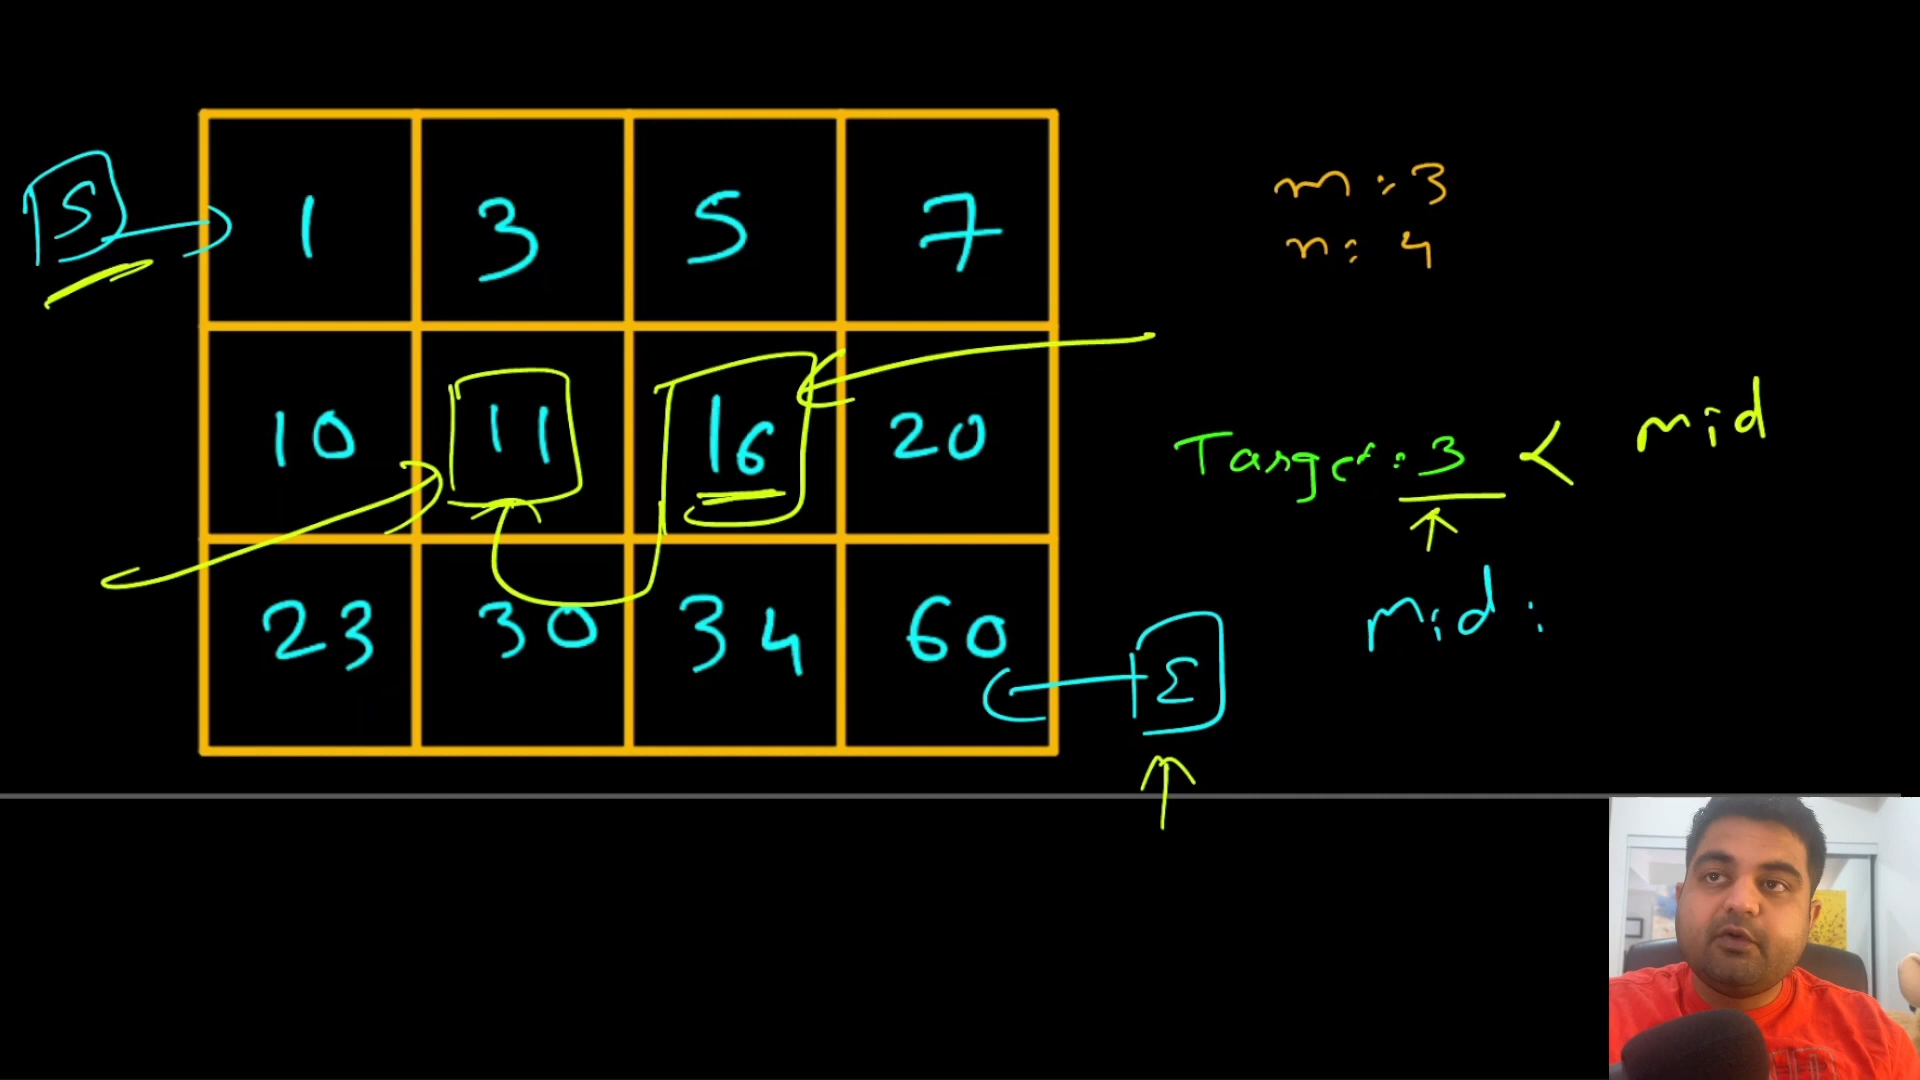 S
1 3 5 7
10 11 16 20
23 30 34 60
Σ
m : 3
n : 4
Target : 3 < mid
mid :